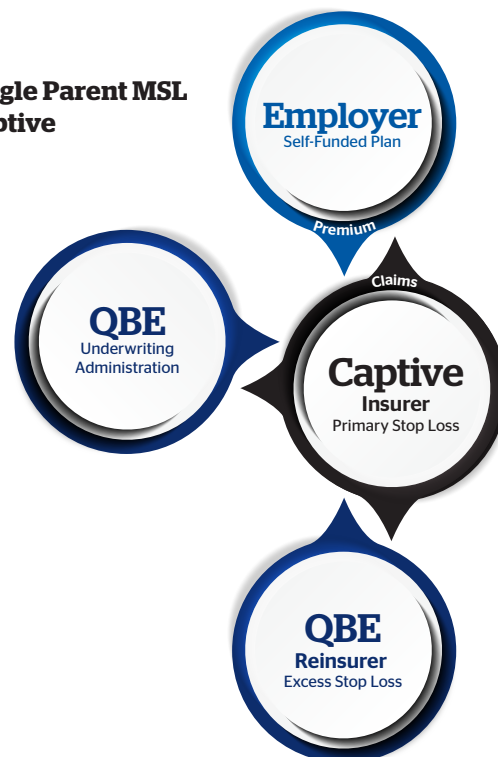 gle Parent MSL
ptive
Employer
Self-Funded Plan
Premium
Claims
QBE
Underwriting
Administration
Captive
Insurer
Primary Stop Loss
QBE
Reinsurer
Excess Stop Loss